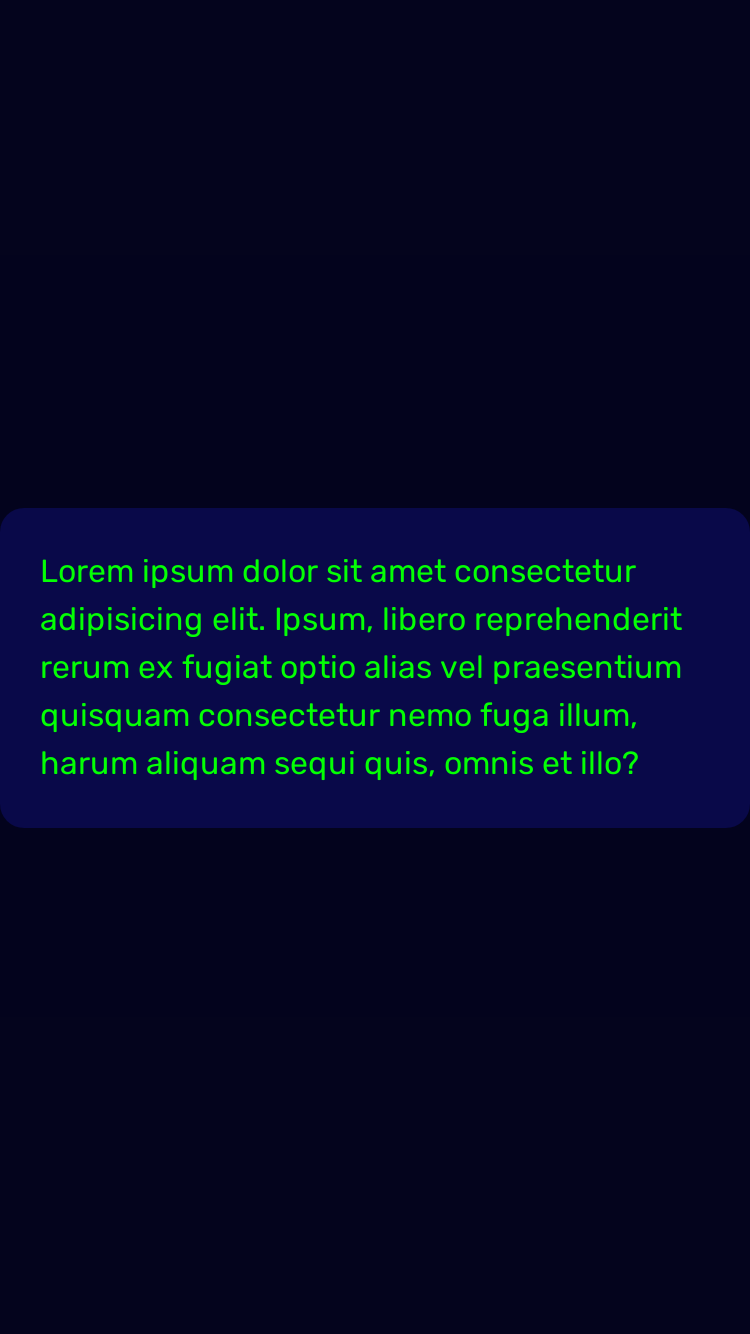 Lorem ipsum dolor sit amet consectetur
adipisicing elit. Ipsum, libero reprehenderit
rerum ex fugiat optio alias vel praesentium
quisquam consectetur nemo fuga illum,
harum aliquam sequi quis, omnis et illo?